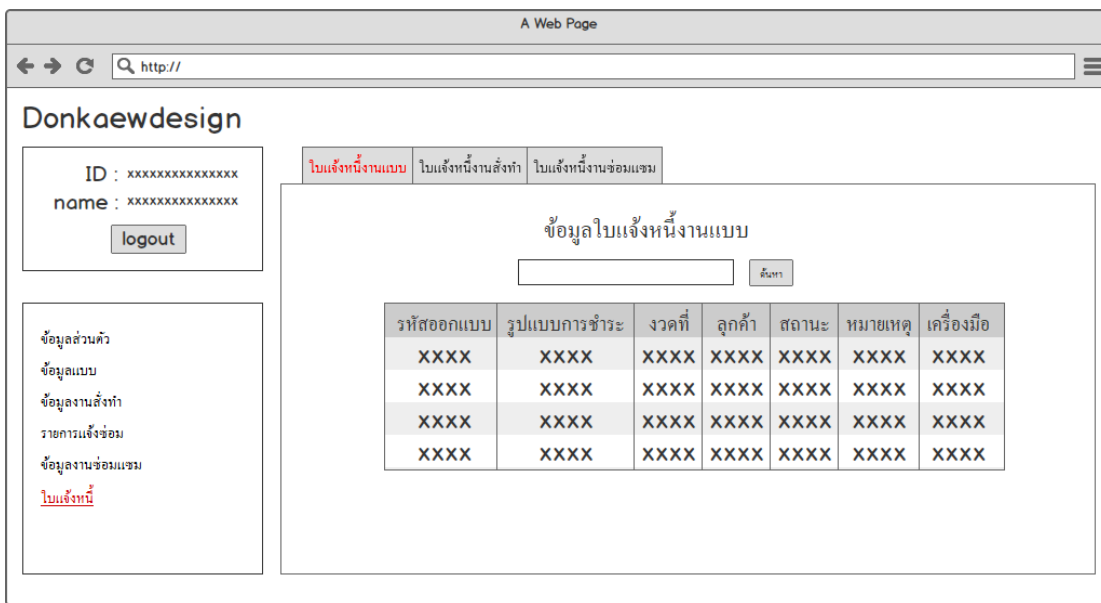 A Web Page
http://
Donkaewdesign
ID : xxxxxxxxxxxxxxx
name : xxxxxxxxxxxxxxx
logout
ข้อมูลส่วนตัว
ข้อมูลแบบ
ข้อมูลงานสั่งทำ
รายการแจ้งซ่อม
ข้อมูลงานซ่อมแซม
ใบแจ้งหนี้
ใบแจ้งหนี้งานแบบ ใบแจ้งหนี้งานสั่งทำ ใบแจ้งหนี้งานซ่อมแซม
ข้อมูลใบแจ้งหนี้งานแบบ
ค้นหา
รหัสออกแบบ รูปแบบการชำระ งวดที่ ลูกค้า สถานะ หมายเหตุ เครื่องมือ
XXXX XXXX XXXX XXXX XXXX XXXX XXXX
XXXX XXXX XXXX XXXX XXXX XXXX XXXX
XXXX XXXX XXXX XXXX XXXX XXXX XXXX
XXXX XXXX XXXX XXXX XXXX XXXX XXXX